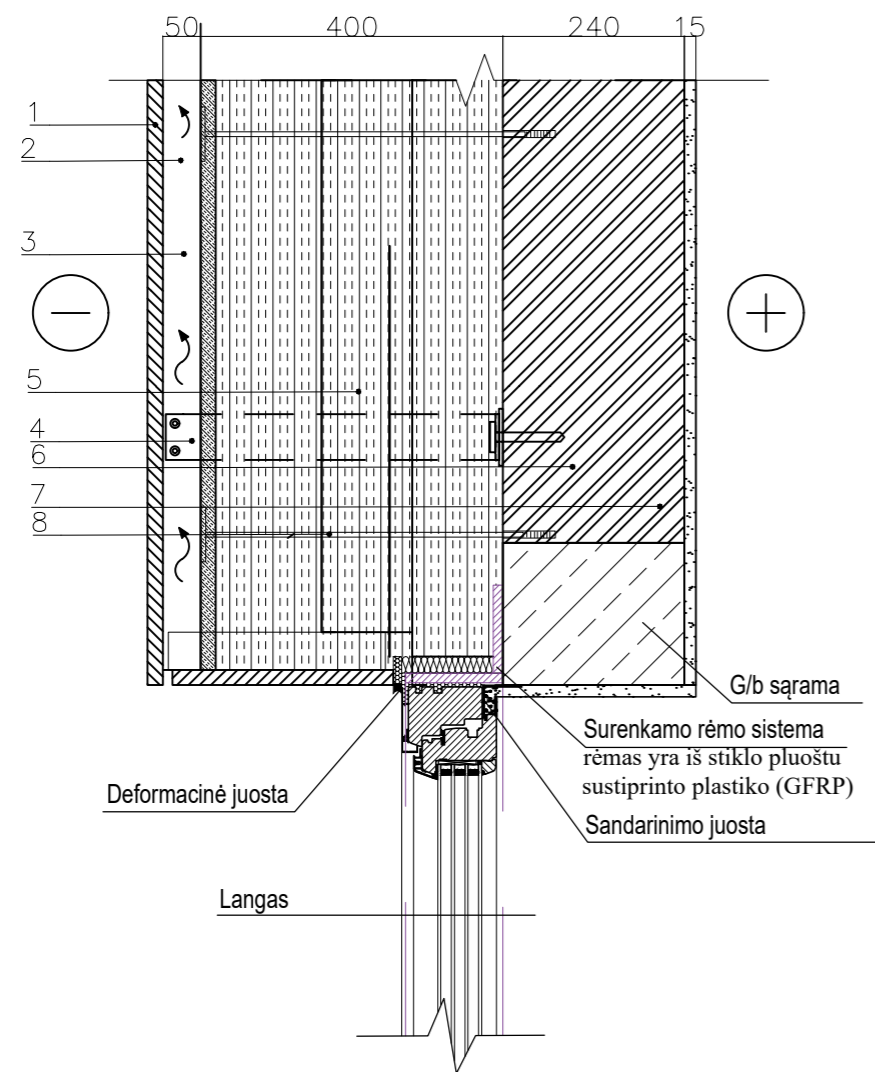 50 400 240 15
1
2
3
5
4
6
7
8
G/b sąrama
Surenkamo rėmo sistema
rėmas yra iš stiklo pluoštu
sustiprinto plastiko (GFRP)
Deformacinė juosta
Sandarinimo juosta
Langas